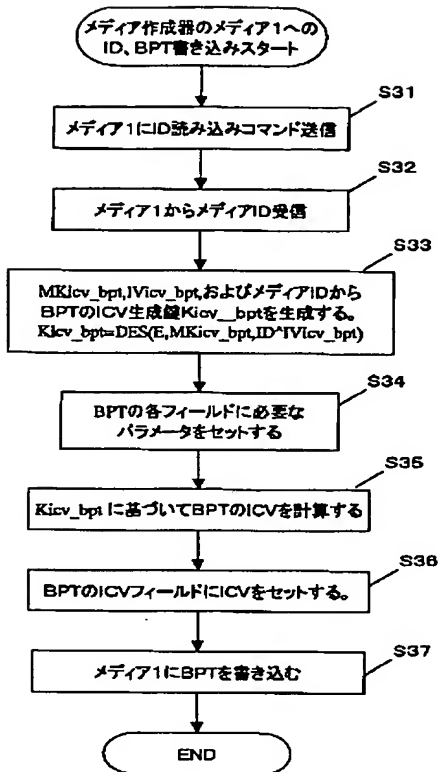 メディア作成器のメディア1への
ID、BPT書き込みスタート
S31
メディア1にID読み込みコマンド送信
S32
メディア1からメディアID受信
S33
MKicv_bpt,IVicv_bpt,およびメディアIDから
BPTのICV生成鍵Kicv__bptを生成する。
Kicv_bpt=DES(E,MKicv_bpt,ID^IVicv_bpt)
S34
BPTの各フィールドに必要な
パラメータをセットする
S35
Kicv_bpt に基づいてBPTのICVを計算する
S36
BPTのICVフィールドにICVをセットする。
S37
メディア1にBPTを書き込む
END